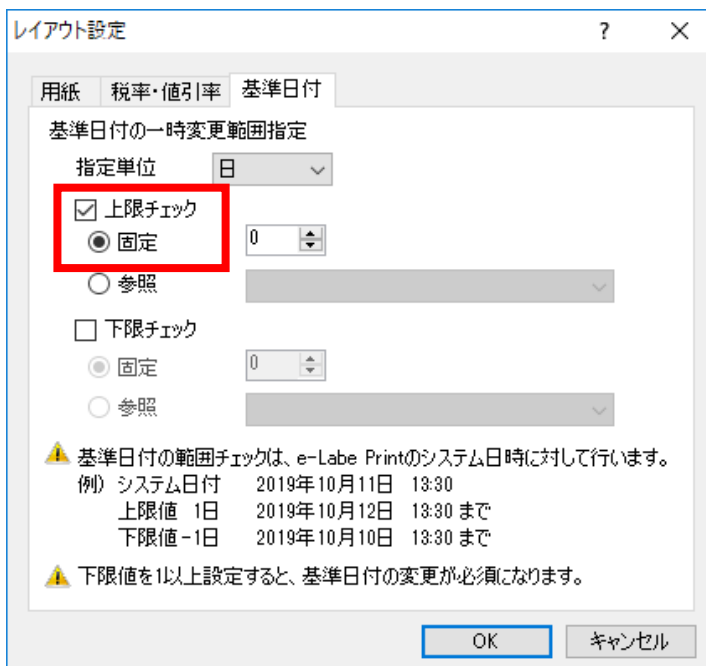 レイアウト設定 ?
用紙 税率・値引率 基準日付
基準日付の一時変更範囲指定
指定単位 日
上限チェック
固定 0
参照
下限チェック
固定 0
参照
基準日付の範囲チェックは、e-Labe Printのシステム日時に対して行います。
例) システム日付 2019年10月11日 13:30
上限値 1日 2019年10月12日 13:30 まで
下限値-1日 2019年10月10日 13:30 まで
下限値を1以上設定すると、基準日付の変更が必須になります。
OK キャンセル